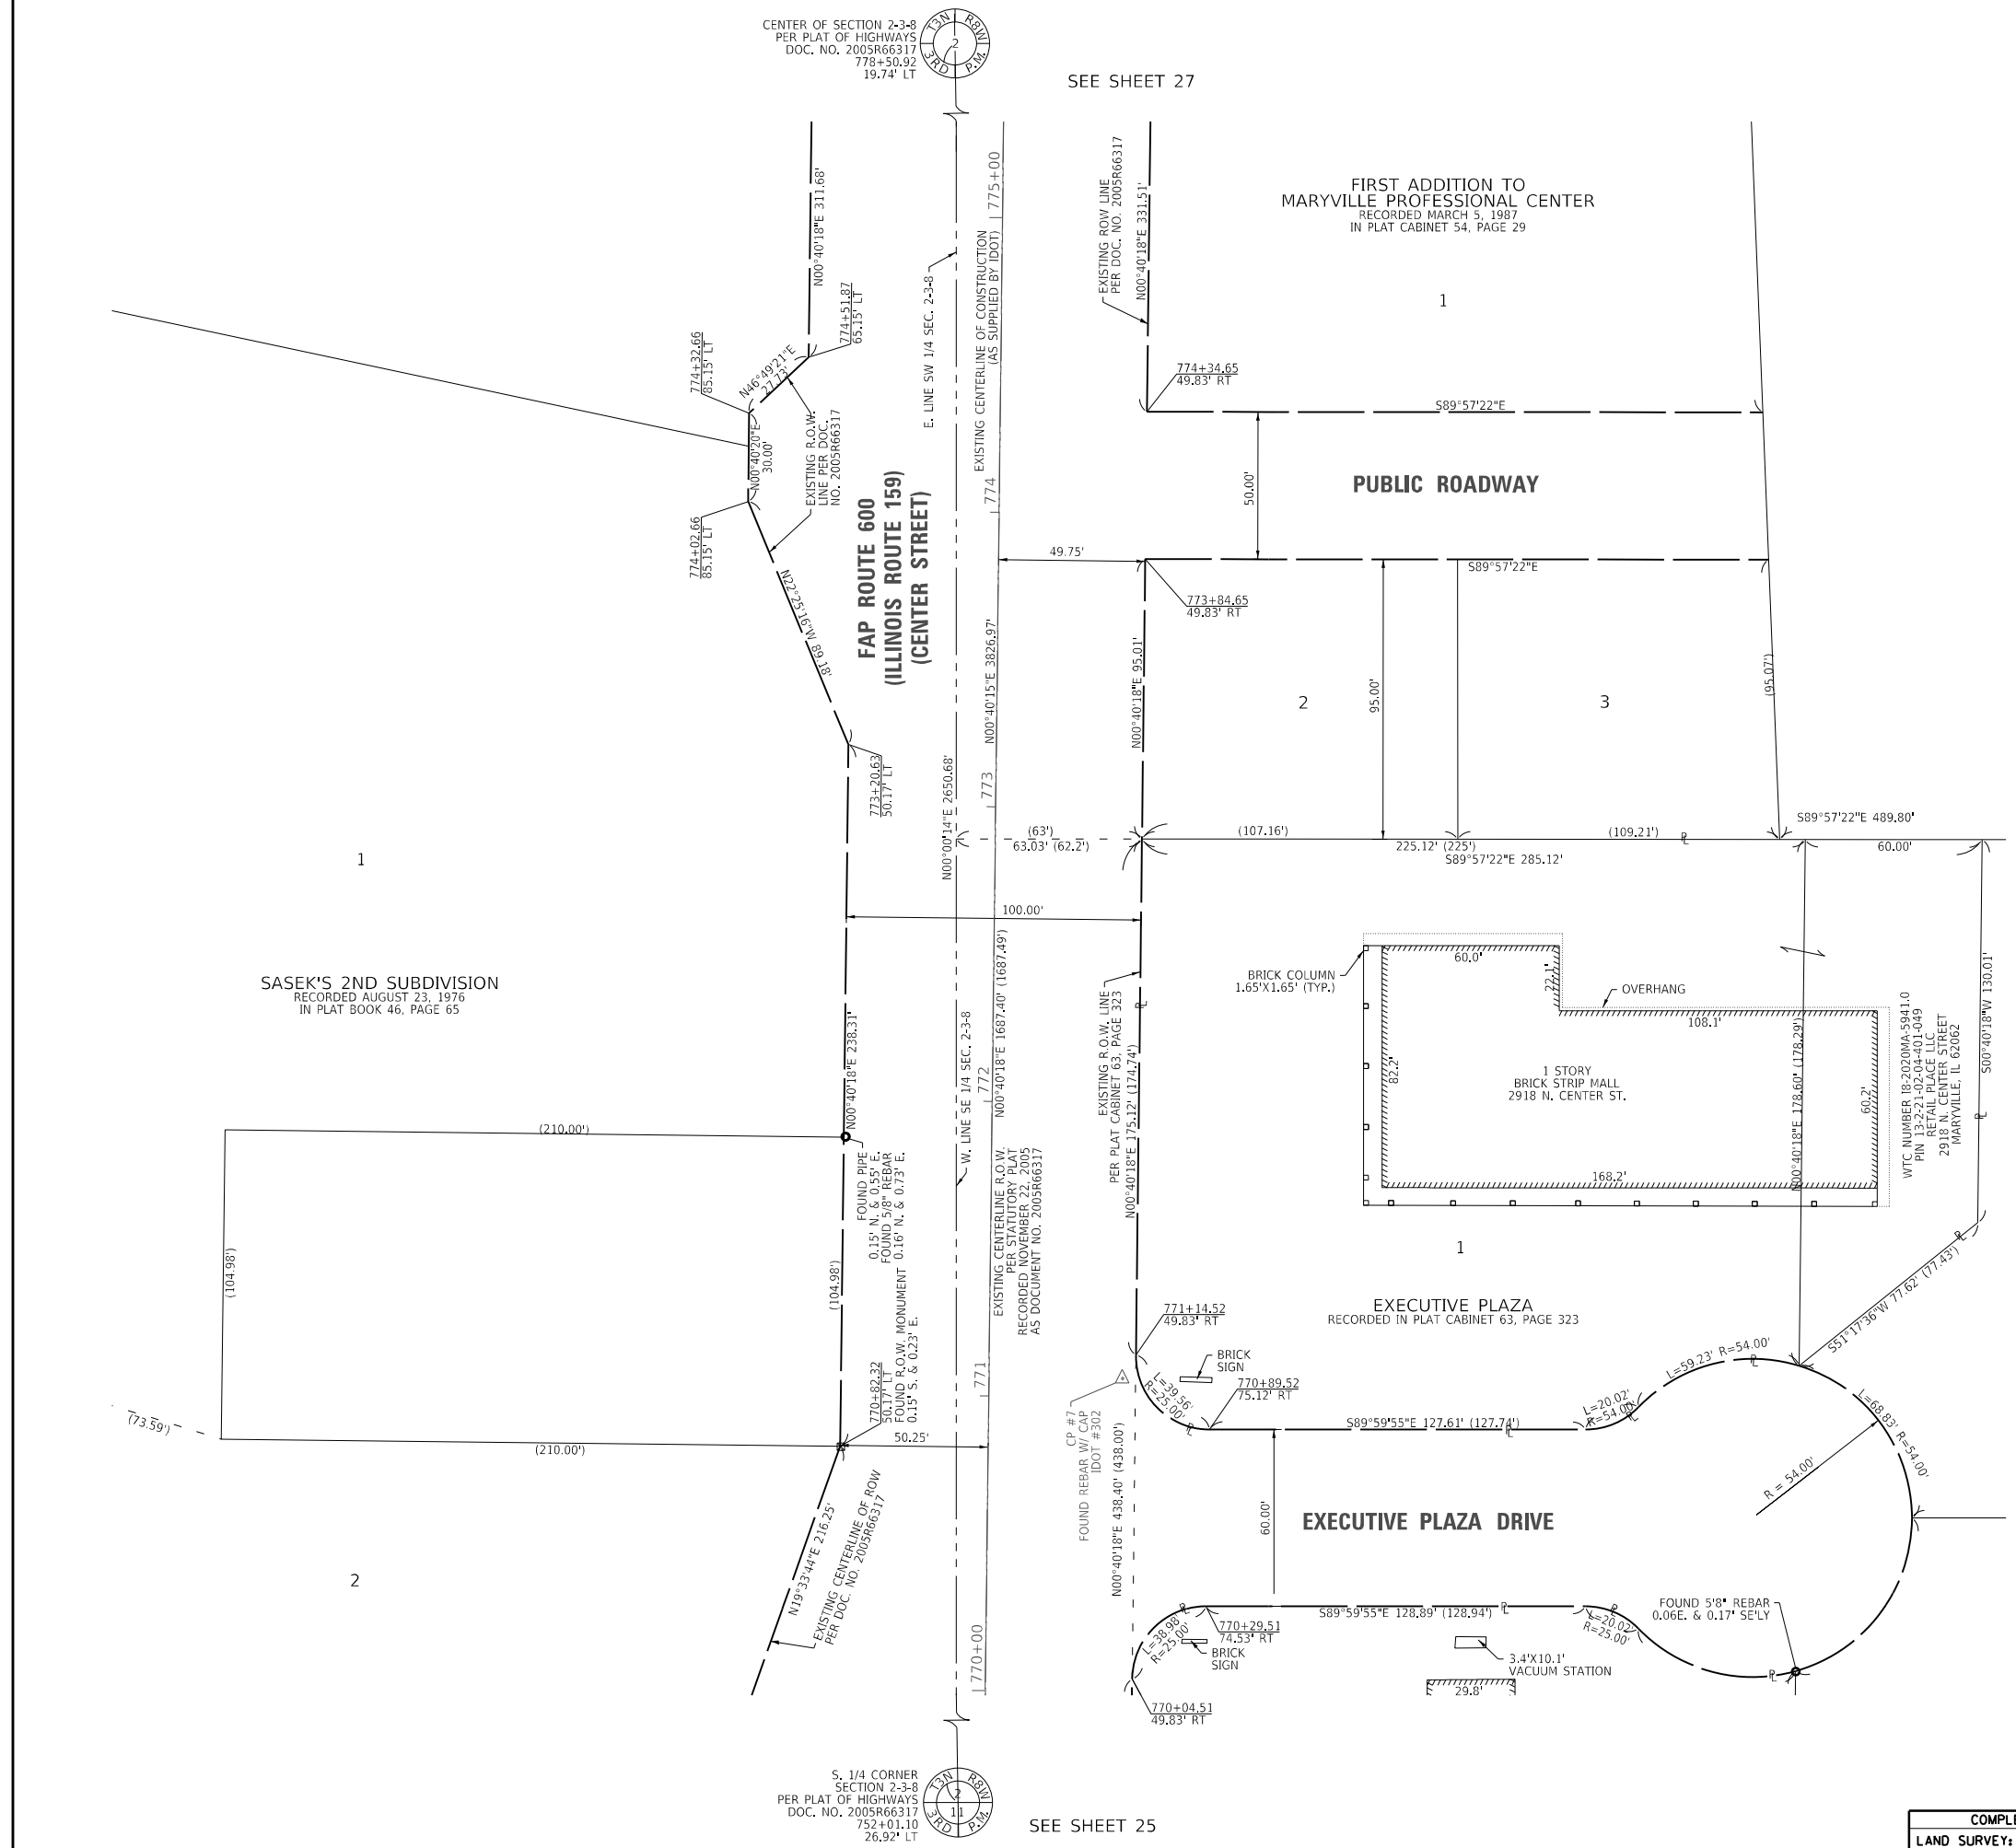 CENTER OF SECTION 2-3-8
PER PLAT OF HIGHWAYS
DOC. NO. 2005R66317
778+50.92
19.74' LT
T3N R8W
2
3RD P.M.
SEE SHEET 27
N00°40'18"E 311.68'
774+51.87
65.15' LT
774+32.66
85.15' LT
N46°49'21"E
27.73'
N00°40'20"E
30.00'
EXISTING R.O.W.
LINE PER DOC.
NO. 2005R66317
774+02.66
85.15' LT
N22°25'16"W 89.18'
FAP ROUTE 600
(ILLINOIS ROUTE 159)
(CENTER STREET)
E. LINE SW 1/4 SEC. 2-3-8
EXISTING CENTERLINE OF CONSTRUCTION
(AS SUPPLIED BY IDOT)
775+00
774
773
772
771
770+00
EXISTING ROW LINE
PER DOC. NO. 2005R66317
N00°40'18"E 331.51'
FIRST ADDITION TO
MARYVILLE PROFESSIONAL CENTER
RECORDED MARCH 5, 1987
IN PLAT CABINET 54, PAGE 29
1
774+34.65
49.83' RT
S89°57'22"E
50.00'
PUBLIC ROADWAY
49.75'
S89°57'22"E
773+84.65
49.83' RT
N00°40'15"E 3826.97'
N00°40'18"E 95.01'
95.00'
2
3
(95.07')
773+20.63
50.17' LT
N00°00'14"E 2650.68'
(63')
63.03' (62.2')
(107.16')
(109.21')
225.12' (225')
S89°57'22"E 285.12'
S89°57'22"E 489.80'
60.00'
1
100.00'
SASEK'S 2ND SUBDIVISION
RECORDED AUGUST 23, 1976
IN PLAT BOOK 46, PAGE 65
N00°40'18"E 238.31'
W. LINE SE 1/4 SEC. 2-3-8
N00°40'18"E 1687.40' (1687.49')
EXISTING CENTERLINE R.O.W.
PER STATUTORY PLAT
RECORDED NOVEMBER 22, 2005
AS DOCUMENT NO. 2005R66317
EXISTING R.O.W. LINE
PER PLAT CABINET 63, PAGE 323
N00°40'18"E 175.12' (174.74')
BRICK COLUMN
1.65'X1.65' (TYP.)
60.0'
22.1'
OVERHANG
108.1'
82.2'
1 STORY
BRICK STRIP MALL
2918 N. CENTER ST.
60.2'
168.2'
N00°40'18"E 178.60' (178.29')
WTC NUMBER 18-2020MA-5941.0
PIN 13-2-21-02-04-401-049
RETAIL PLACE LLC
2918 N. CENTER STREET
MARYVILLE, IL 62062
S00°40'18"W 130.01'
(210.00')
FOUND PIPE
0.15' N. & 0.55' E.
FOUND 5/8" REBAR
0.16' N. & 0.73' E.
FOUND R.O.W. MONUMENT
0.15' S. & 0.23' E.
(104.98')
(104.98')
770+82.32
50.17' LT
1
EXECUTIVE PLAZA
RECORDED IN PLAT CABINET 63, PAGE 323
S51°17'36"W 77.62' (77.43')
771+14.52
49.83' RT
BRICK
SIGN
L=39.56'
R=25.00'
770+89.52
75.12' RT
CP #7
FOUND REBAR W/ CAP
IDOT #302
S89°59'55"E 127.61' (127.74')
L=20.02'
R=54.00'
L=59.23' R=54.00'
L=68.83' R=54.00'
R = 54.00'
(73.59')
(210.00')
50.25'
N19°33'44"E 216.25'
EXISTING CENTERLINE OF ROW
PER DOC. NO. 2005R66317
N00°40'18"E 438.40' (438.00')
60.00'
EXECUTIVE PLAZA DRIVE
2
S89°59'55"E 128.89' (128.94')
L=20.02'
R=25.00'
FOUND 5'8" REBAR
0.06E. & 0.17' SE'LY
L=38.98'
R=25.00'
770+29.51
74.53' RT
BRICK
SIGN
3.4'X10.1'
VACUUM STATION
29.8'
770+04.51
49.83' RT
S. 1/4 CORNER
SECTION 2-3-8
PER PLAT OF HIGHWAYS
DOC. NO. 2005R66317
752+01.10
26.92' LT
T3N R8W
2
11
3RD P.M.
SEE SHEET 25
COMPLE
LAND SURVEY: